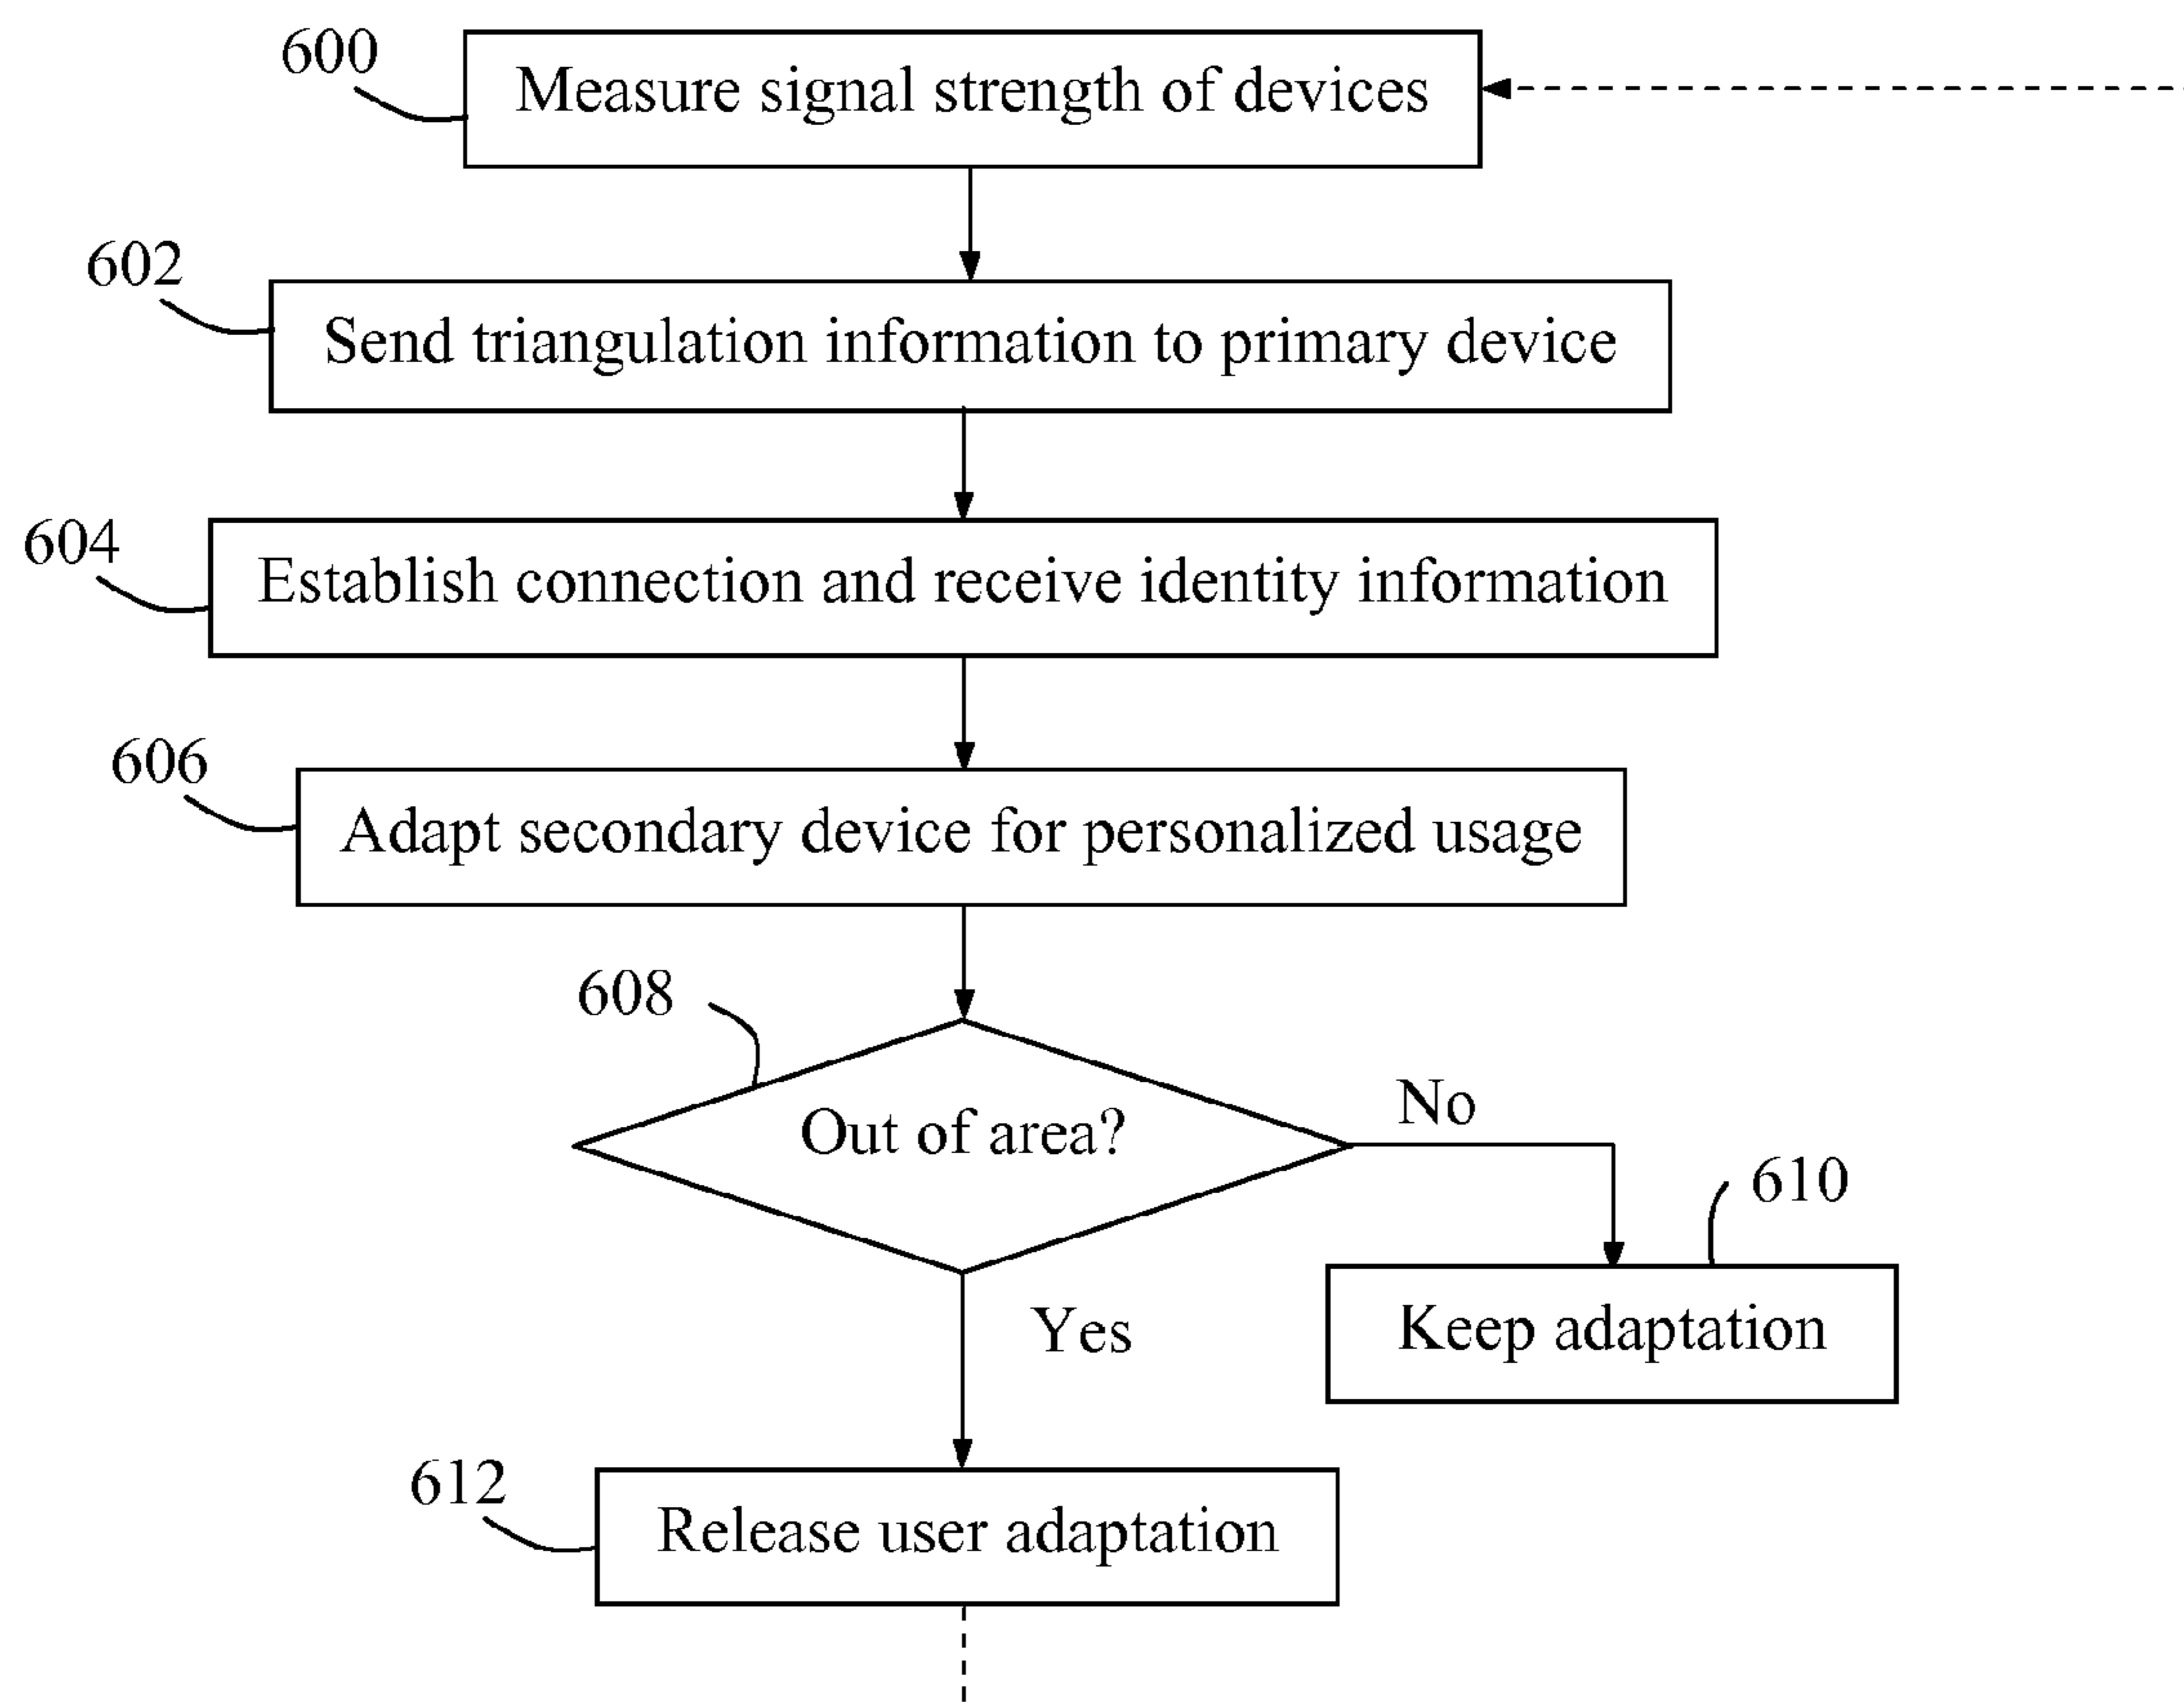 600
Measure signal strength of devices
602
Send triangulation information to primary device
604
Establish connection and receive identity information
606
Adapt secondary device for personalized usage
608
Out of area?
No
610
Keep adaptation
Yes
612
Release user adaptation